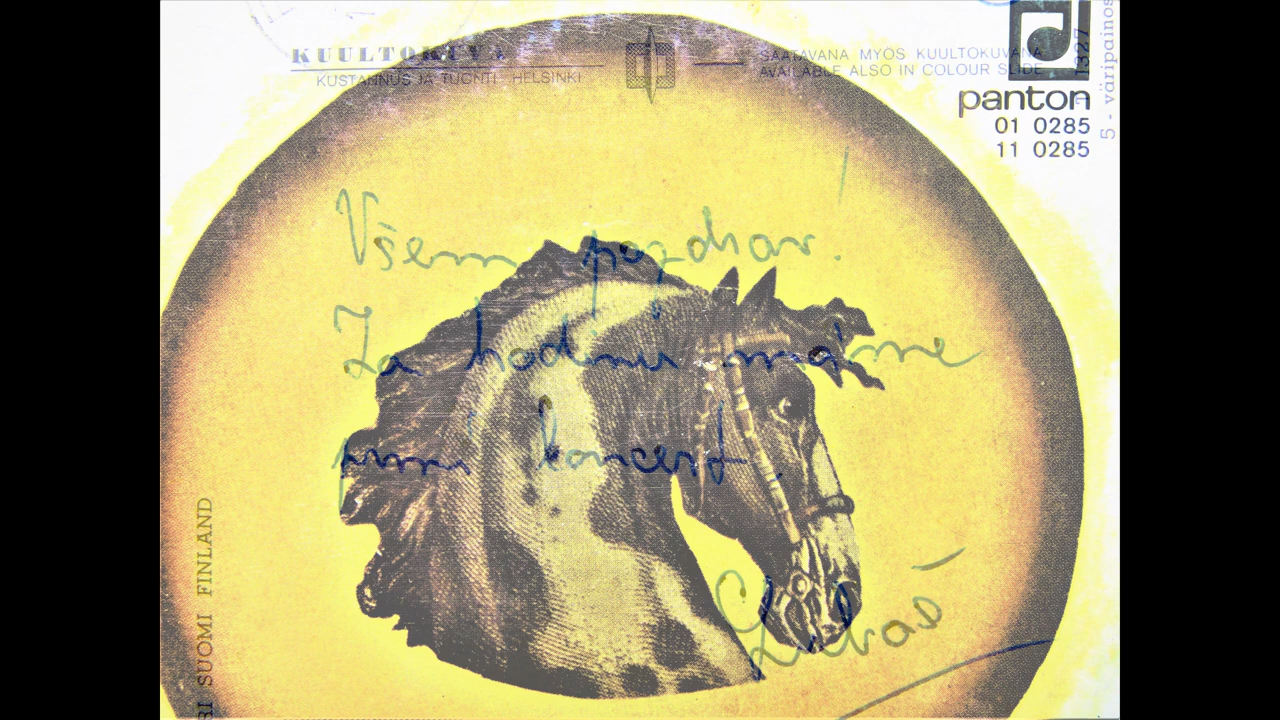 KUULTOKUVA
KUSTANNUS JA TUONTI HELSINKI
SAATAVANA MYÖS KUULTOKUVANA
AVAILABLE ALSO IN COLOUR SLIDE
1327
5 - väripainos
panton
01 0285
11 0285
Všem pozdrav!
Za hodinu máme
první koncert.
SUOMI FINLAND